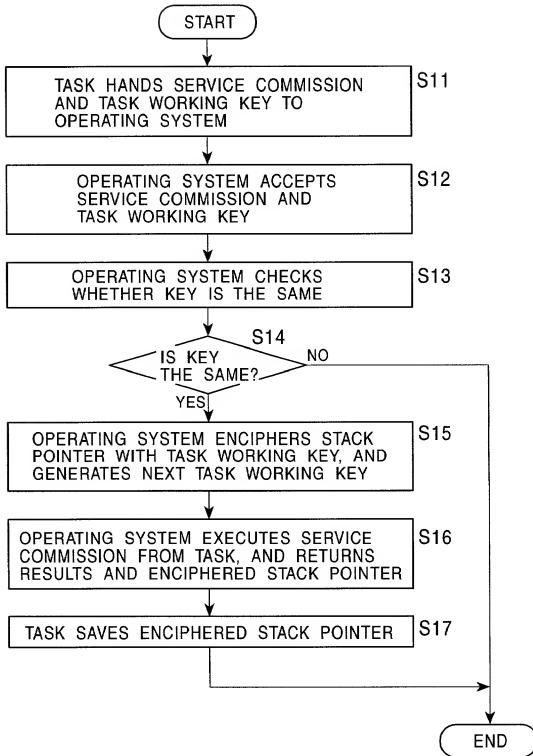 START
TASK HANDS SERVICE COMMISSION
AND TASK WORKING KEY TO
OPERATING SYSTEM
S11
OPERATING SYSTEM ACCEPTS
SERVICE COMMISSION AND
TASK WORKING KEY
S12
OPERATING SYSTEM CHECKS
WHETHER KEY IS THE SAME
S13
S14
IS KEY
THE SAME?
NO
YES
OPERATING SYSTEM ENCIPHERS STACK
POINTER WITH TASK WORKING KEY, AND
GENERATES NEXT TASK WORKING KEY
S15
OPERATING SYSTEM EXECUTES SERVICE
COMMISSION FROM TASK, AND RETURNS
RESULTS AND ENCIPHERED STACK POINTER
S16
TASK SAVES ENCIPHERED STACK POINTER
S17
END